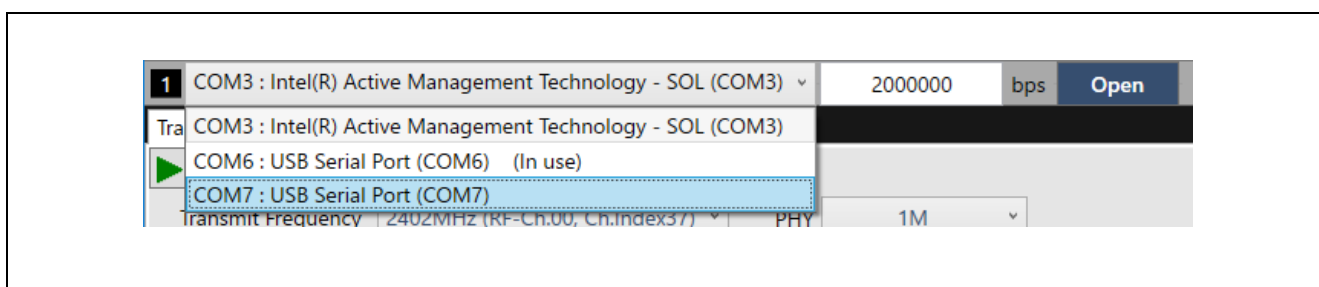 1 COM3 : Intel(R) Active Management Technology - SOL (COM3) 2000000 bps Open
Tra COM3 : Intel(R) Active Management Technology - SOL (COM3)
COM6 : USB Serial Port (COM6) (In use)
COM7 : USB Serial Port (COM7)
Transmit Frequency 2402MHz (RF-Ch.00, Ch.Index37) PHY 1M